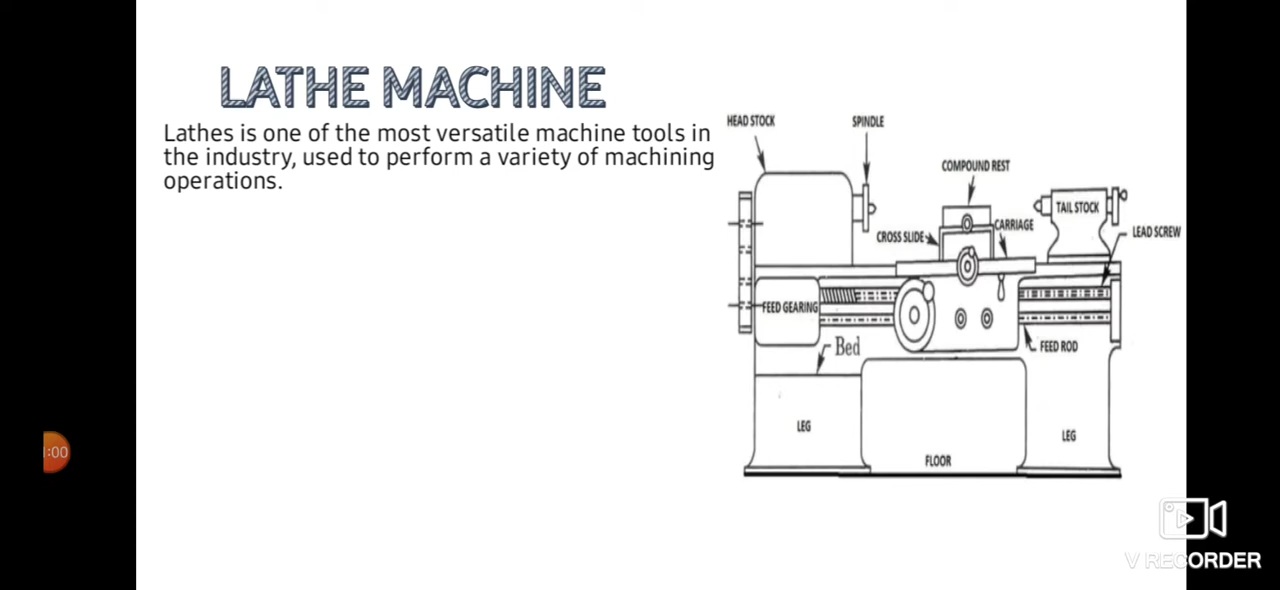 LATHE MACHINE
Lathes is one of the most versatile machine tools in
the industry, used to perform a variety of machining
operations.
HEAD STOCK
SPINDLE
COMPOUND REST
TAIL STOCK
CROSS SLIDE
CARRIAGE
LEAD SCREW
FEED GEARING
Bed
FEED ROD
LEG
LEG
FLOOR
:00
V RECORDER